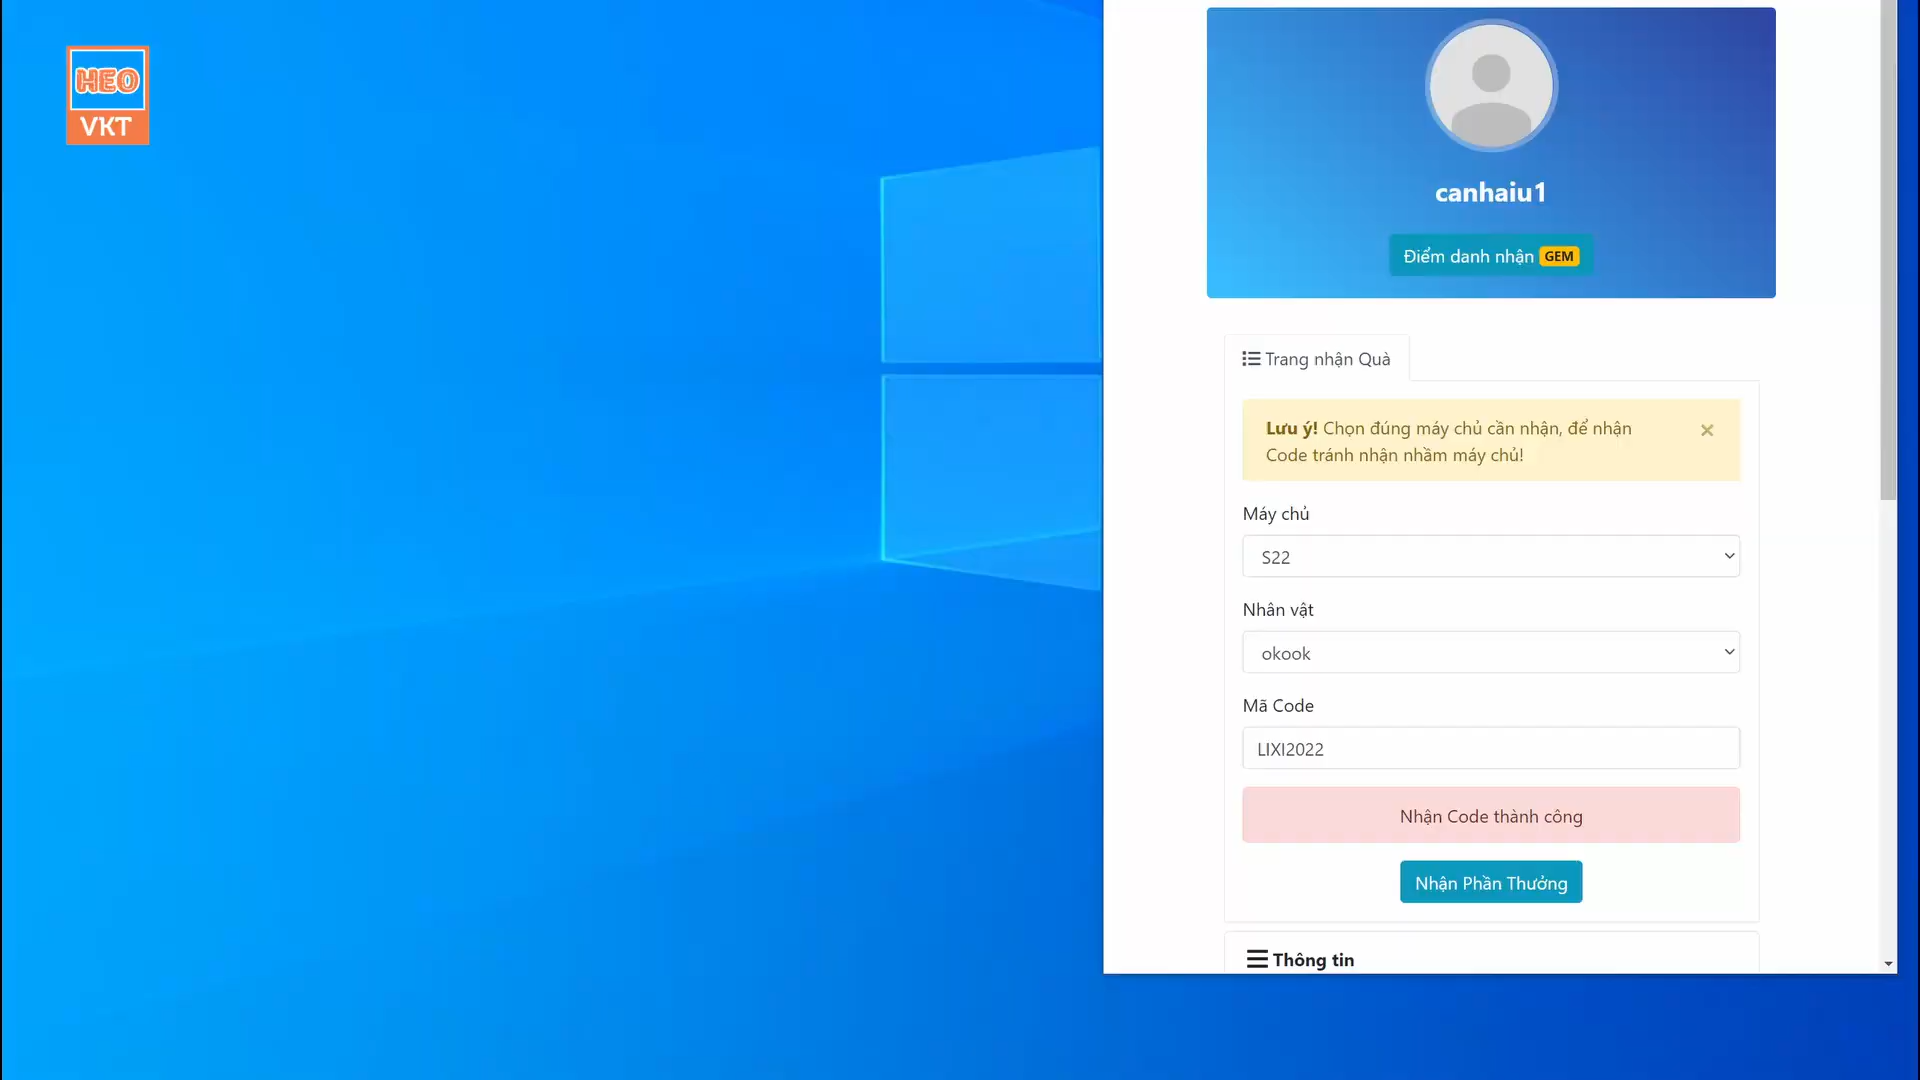 HEO
VKT
canhaiu1
Điểm danh nhận GEM
Trang nhận Quà
Lưu ý! Chọn đúng máy chủ cần nhận, để nhận
Code tránh nhận nhầm máy chủ!
×
Máy chủ
S22
Nhân vật
okook
Mã Code
LIXI2022
Nhận Code thành công
Nhận Phần Thưởng
Thông tin